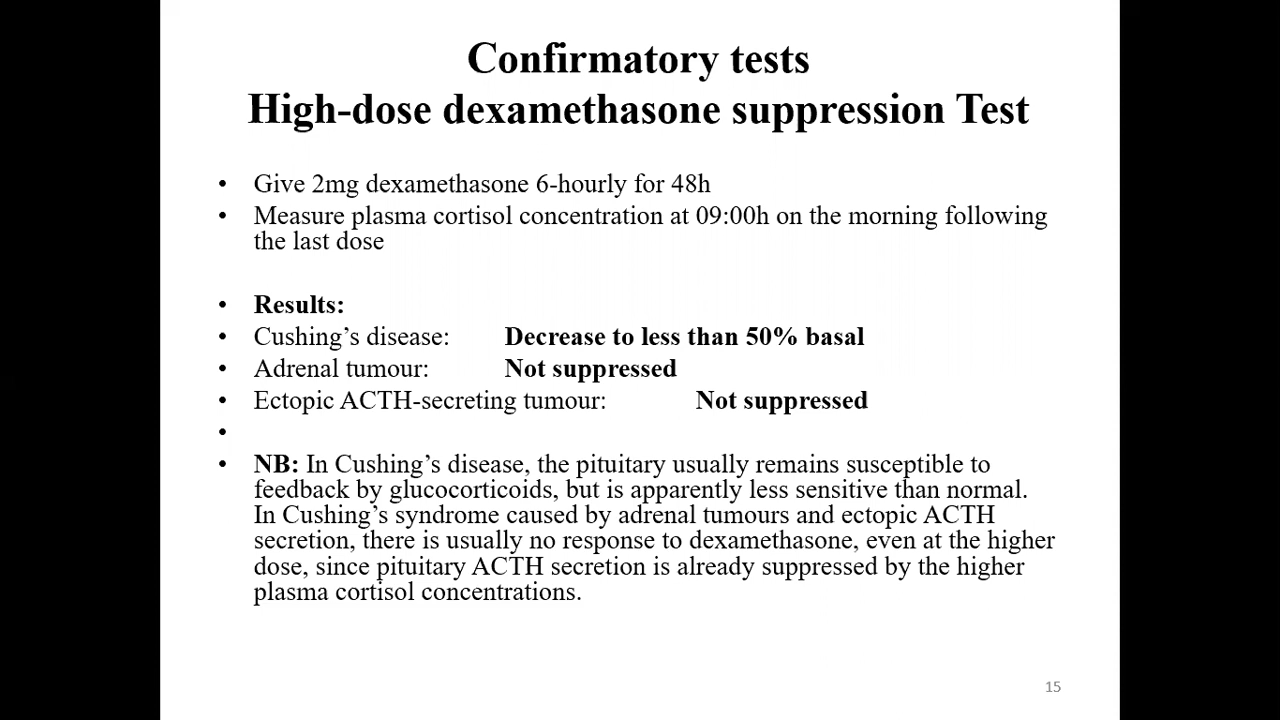 Confirmatory tests
High-dose dexamethasone suppression Test
• Give 2mg dexamethasone 6-hourly for 48h
• Measure plasma cortisol concentration at 09:00h on the morning following
the last dose
• Results:
• Cushing’s disease: Decrease to less than 50% basal
• Adrenal tumour: Not suppressed
• Ectopic ACTH-secreting tumour: Not suppressed
•
• NB: In Cushing’s disease, the pituitary usually remains susceptible to
feedback by glucocorticoids, but is apparently less sensitive than normal.
In Cushing’s syndrome caused by adrenal tumours and ectopic ACTH
secretion, there is usually no response to dexamethasone, even at the higher
dose, since pituitary ACTH secretion is already suppressed by the higher
plasma cortisol concentrations.
15